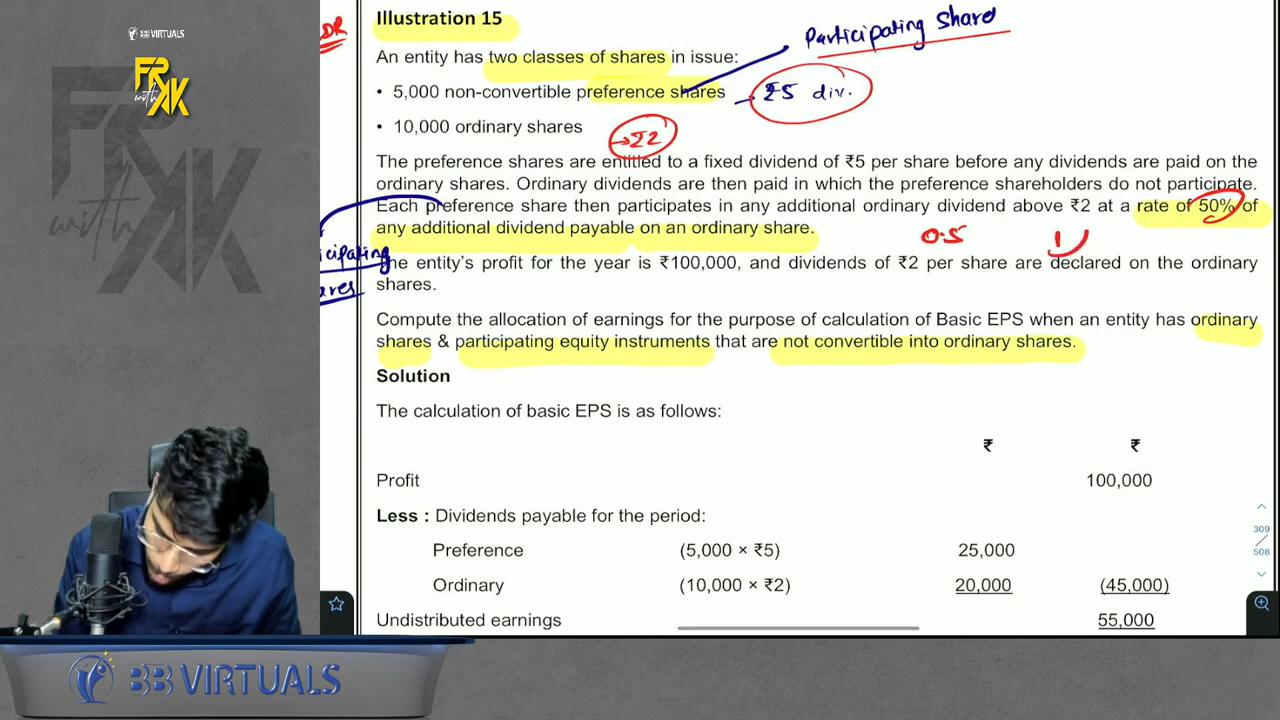 BB VIRTUALS
FR
with AK
FR
with AK
DR
Illustration 15
Participating Share
An entity has two classes of shares in issue:
• 5,000 non-convertible preference shares
₹5 div.
• 10,000 ordinary shares
→₹2
The preference shares are entitled to a fixed dividend of ₹5 per share before any dividends are paid on the
ordinary shares. Ordinary dividends are then paid in which the preference shareholders do not participate.
Each preference share then participates in any additional ordinary dividend above ₹2 at a rate of 50% of
any additional dividend payable on an ordinary share.
0.5
1
icipating
ares
The entity's profit for the year is ₹100,000, and dividends of ₹2 per share are declared on the ordinary
shares.
Compute the allocation of earnings for the purpose of calculation of Basic EPS when an entity has ordinary
shares & participating equity instruments that are not convertible into ordinary shares.
Solution
The calculation of basic EPS is as follows:
₹ ₹
Profit 100,000
Less : Dividends payable for the period:
Preference (5,000 × ₹5) 25,000
Ordinary (10,000 × ₹2) 20,000 (45,000)
Undistributed earnings 55,000
309
508
BB VIRTUALS